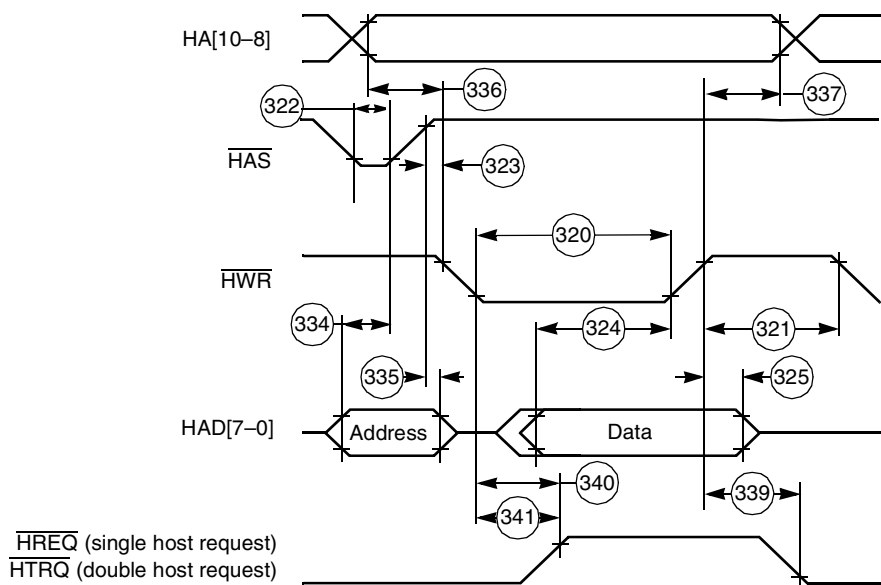 HA[10–8]
336
337
322
HAS
323
320
HWR
334
324
321
335
325
HAD[7–0]
Address
Data
340
341
339
HREQ (single host request)
HTRQ (double host request)